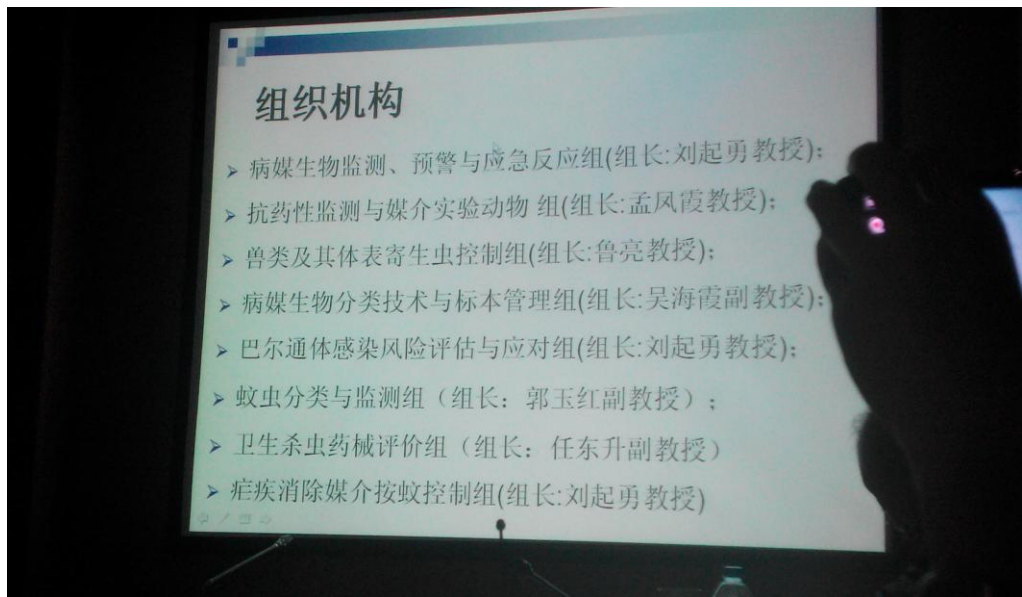 组织机构
病媒生物监测、预警与应急反应组(组长:刘起勇教授);
抗药性监测与媒介实验动物 组(组长:孟凤霞教授);
兽类及其体表寄生虫控制组(组长:鲁亮教授);
病媒生物分类技术与标本管理组(组长:吴海霞副教授);
巴尔通体感染风险评估与应对组(组长:刘起勇教授);
蚊虫分类与监测组（组长：郭玉红副教授）;
卫生杀虫药械评价组（组长：任东升副教授）
疟疾消除媒介按蚊控制组(组长:刘起勇教授)